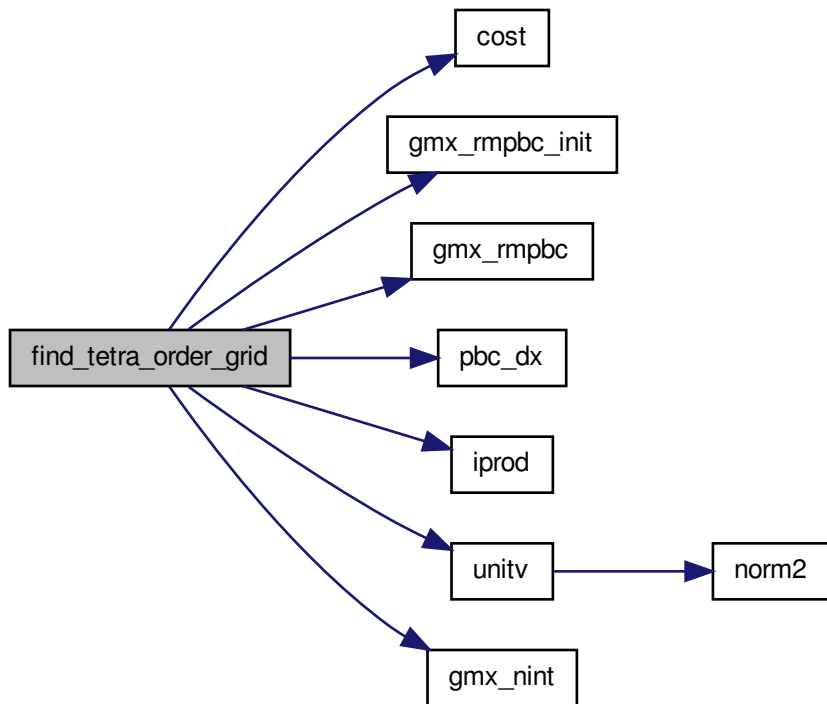 cost
gmx_rmpbc_init
gmx_rmpbc
find_tetra_order_grid
pbc_dx
iprod
unitv
norm2
gmx_nint